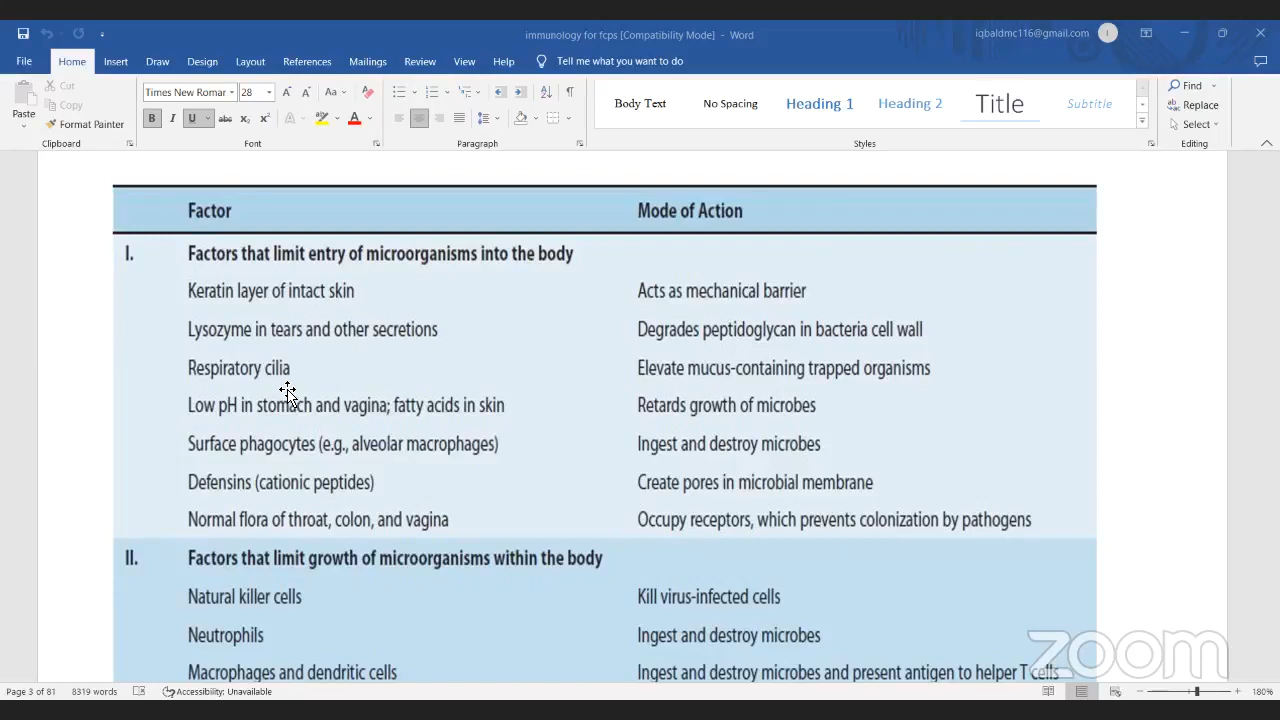 immunology for fcps [Compatibility Mode] - Word
iqbaldmc116@gmail.com
I
File Home Insert Draw Design Layout References Mailings Review View Help Tell me what you want to do
Paste
Cut
Copy
Format Painter
Clipboard
Times New Romar 28
Font
Paragraph
Body Text No Spacing Heading 1 Heading 2 Title Subtitle
Styles
Find
Replace
Select
Editing
Factor Mode of Action
I. Factors that limit entry of microorganisms into the body
Keratin layer of intact skin Acts as mechanical barrier
Lysozyme in tears and other secretions Degrades peptidoglycan in bacteria cell wall
Respiratory cilia Elevate mucus-containing trapped organisms
Low pH in stomach and vagina; fatty acids in skin Retards growth of microbes
Surface phagocytes (e.g., alveolar macrophages) Ingest and destroy microbes
Defensins (cationic peptides) Create pores in microbial membrane
Normal flora of throat, colon, and vagina Occupy receptors, which prevents colonization by pathogens
II. Factors that limit growth of microorganisms within the body
Natural killer cells Kill virus-infected cells
Neutrophils Ingest and destroy microbes
Macrophages and dendritic cells Ingest and destroy microbes and present antigen to helper T cells
zoom
Page 3 of 81 8319 words Accessibility: Unavailable 180%